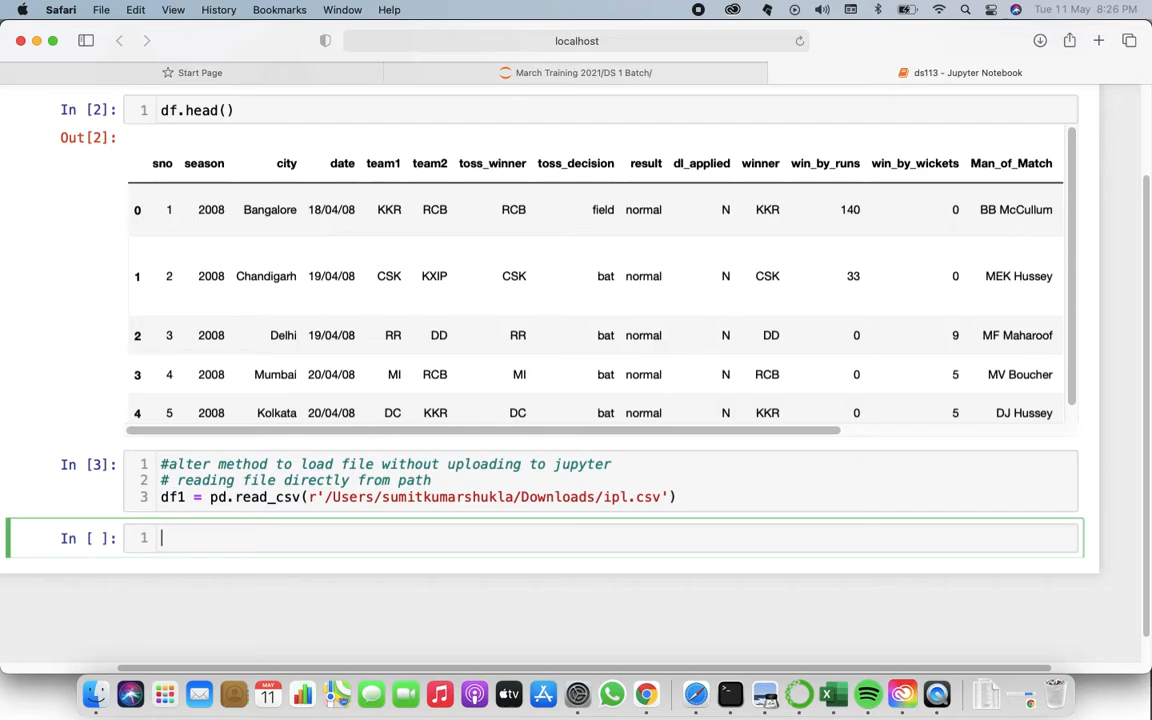 Safari File Edit View History Bookmarks Window Help Tue 11 May 8:26 PM
localhost
Start Page March Training 2021/DS 1 Batch/ ds113 - Jupyter Notebook
In [2]: 1 df.head()
Out[2]:
sno season city date team1 team2 toss_winner toss_decision result dl_applied winner win_by_runs win_by_wickets Man_of_Match
0 1 2008 Bangalore 18/04/08 KKR RCB RCB field normal N KKR 140 0 BB McCullum
1 2 2008 Chandigarh 19/04/08 CSK KXIP CSK bat normal N CSK 33 0 MEK Hussey
2 3 2008 Delhi 19/04/08 RR DD RR bat normal N DD 0 9 MF Maharoof
3 4 2008 Mumbai 20/04/08 MI RCB MI bat normal N RCB 0 5 MV Boucher
4 5 2008 Kolkata 20/04/08 DC KKR DC bat normal N KKR 0 5 DJ Hussey
In [3]: 1 #alter method to load file without uploading to jupyter
2 # reading file directly from path
3 df1 = pd.read_csv(r'/Users/sumitkumarshukla/Downloads/ipl.csv')
In [ ]: 1
MAY
11
tv